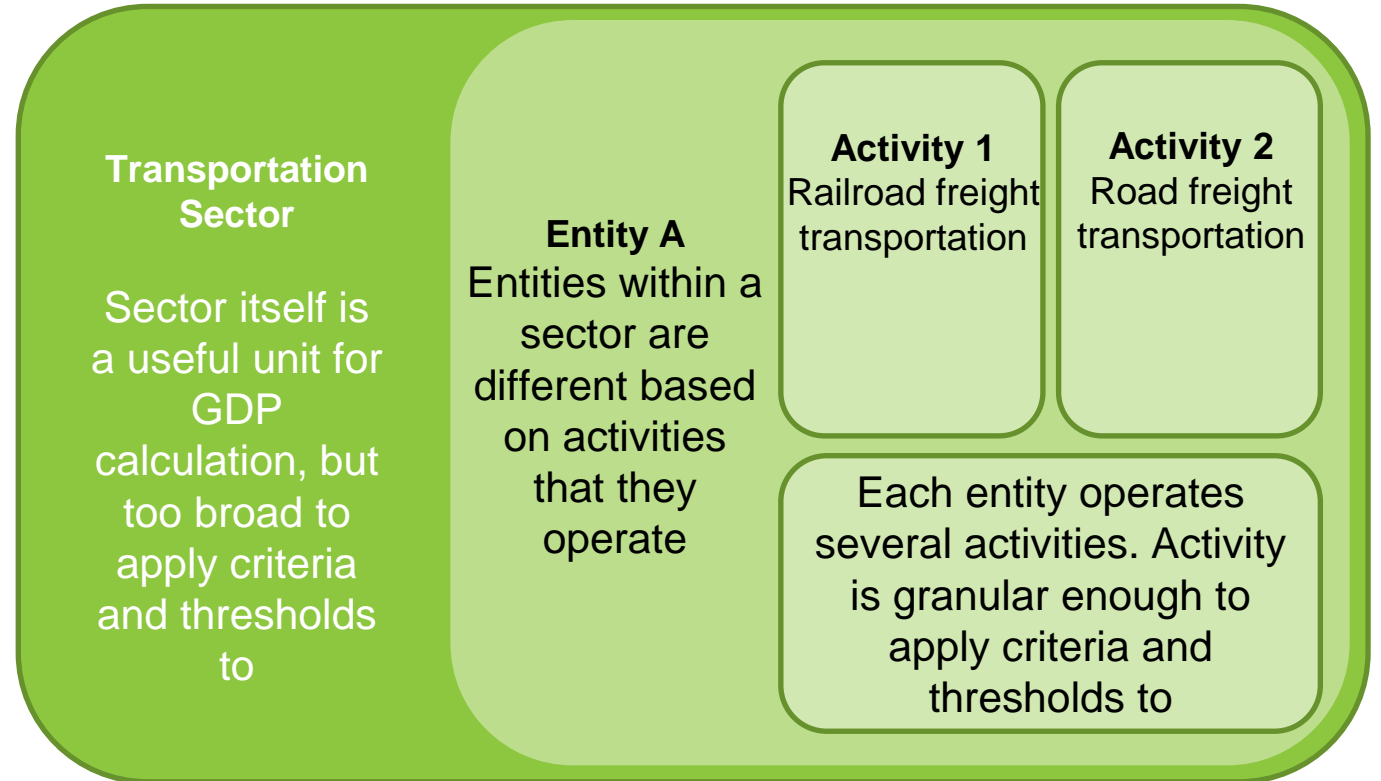 Transportation
Sector
Sector itself is
a useful unit for
GDP
calculation, but
too broad to
apply criteria
and thresholds
to
Entity A
Entities within a
sector are
different based
on activities
that they
operate
Activity 1
Railroad freight
transportation
Activity 2
Road freight
transportation
Each entity operates
several activities. Activity
is granular enough to
apply criteria and
thresholds to